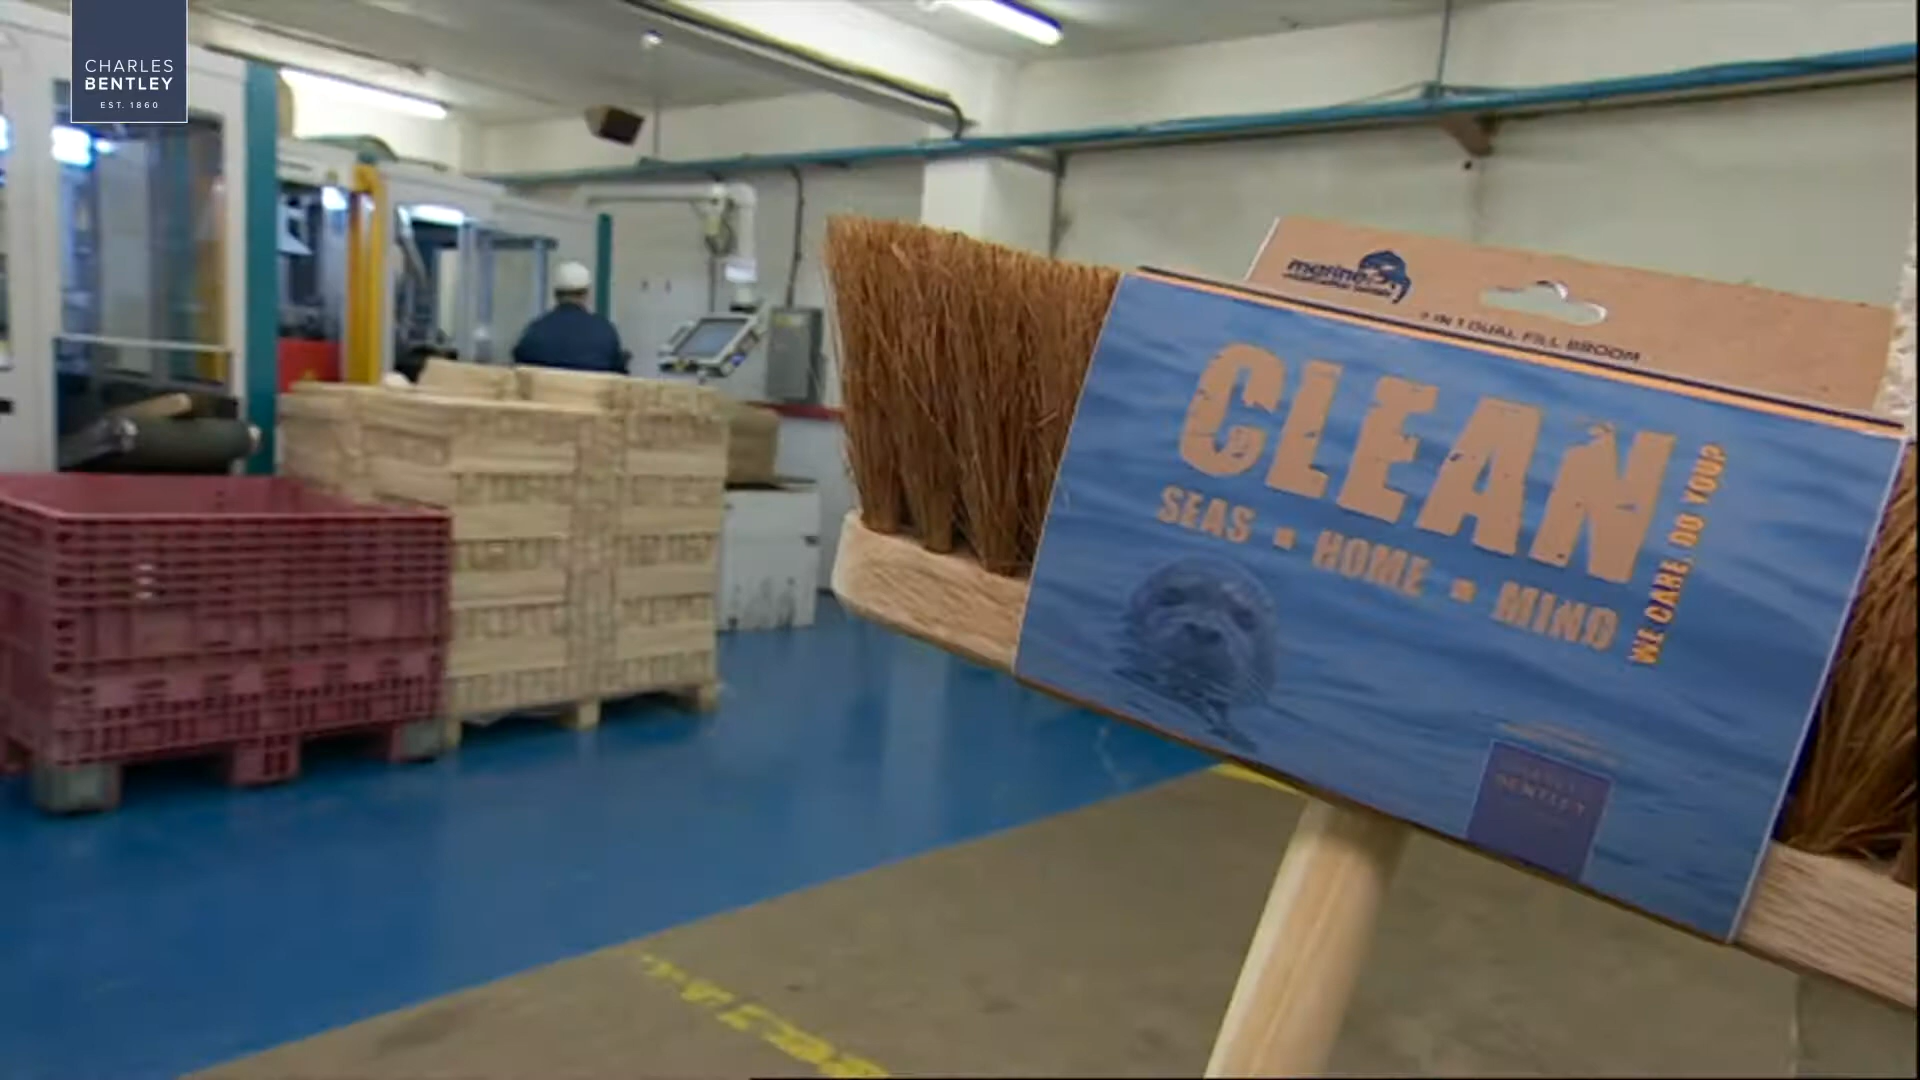 CHARLES
BENTLEY
EST. 1860
marine
2 IN 1 DUAL FILL BROOM
CLEAN
SEAS ▪ HOME ▪ MIND
WE CARE, DO YOU?
BENTLEY